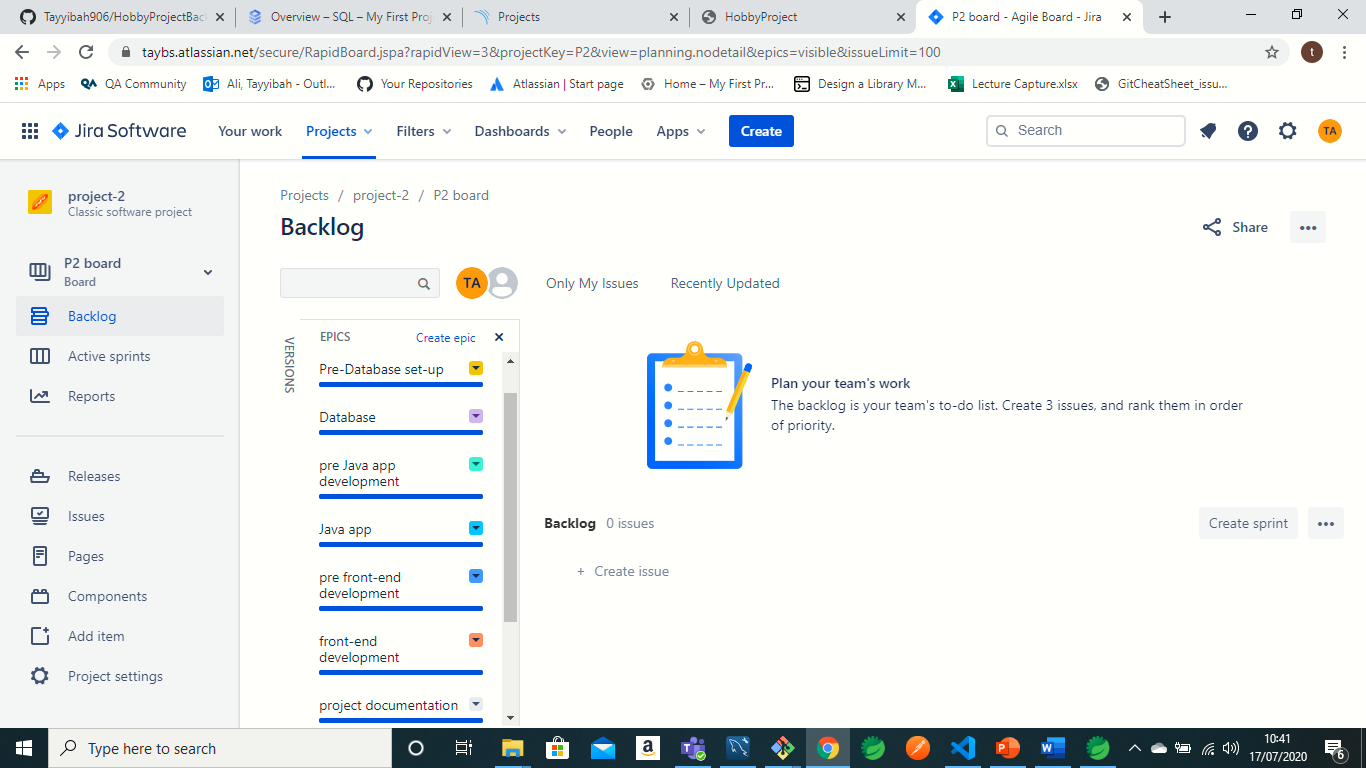 Tayyibah906/HobbyProjectBac
Overview – SQL – My First Proj
Projects
HobbyProject
P2 board - Agile Board - Jira
taybs.atlassian.net/secure/RapidBoard.jspa?rapidView=3&projectKey=P2&view=planning.nodetail&epics=visible&issueLimit=100
t
Apps
QA
QA Community
Ali, Tayyibah - Outl...
Your Repositories
Atlassian | Start page
Home – My First Pr...
Design a Library M...
Lecture Capture.xlsx
GitCheatSheet_issu...
Jira Software
Your work
Projects
Filters
Dashboards
People
Apps
Create
Search
TA
project-2
Classic software project
P2 board
Board
Backlog
Active sprints
Reports
Releases
Issues
Pages
Components
Add item
Project settings
Projects / project-2 / P2 board
Backlog
Share
TA
Only My Issues
Recently Updated
VERSIONS
EPICS
Create epic
Pre-Database set-up
Database
pre Java app
development
Java app
pre front-end
development
front-end
development
project documentation
Plan your team's work
The backlog is your team's to-do list. Create 3 issues, and rank them in order
of priority.
Backlog 0 issues
Create sprint
+ Create issue
Type here to search
10:41
17/07/2020
6